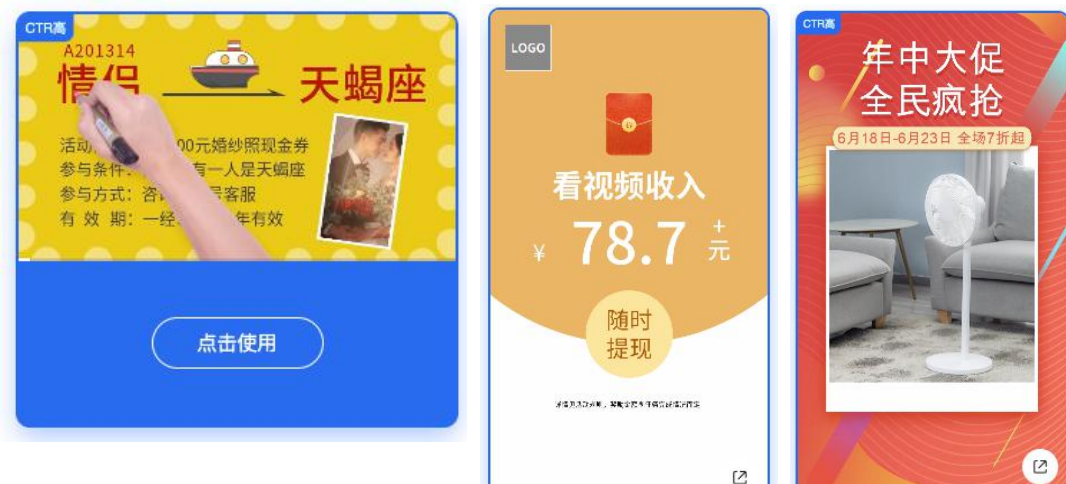 CTR高
A201314
情侣
天蝎座
活动 00元婚纱照现金券
参与条件: 有一人是天蝎座
参与方式: 咨 号客服
有 效 期: 一经 年有效
点击使用
LOGO
看视频收入
¥ 78.7 + 元
随时
提现
CTR高
年中大促
全民疯抢
6月18日-6月23日 全场7折起